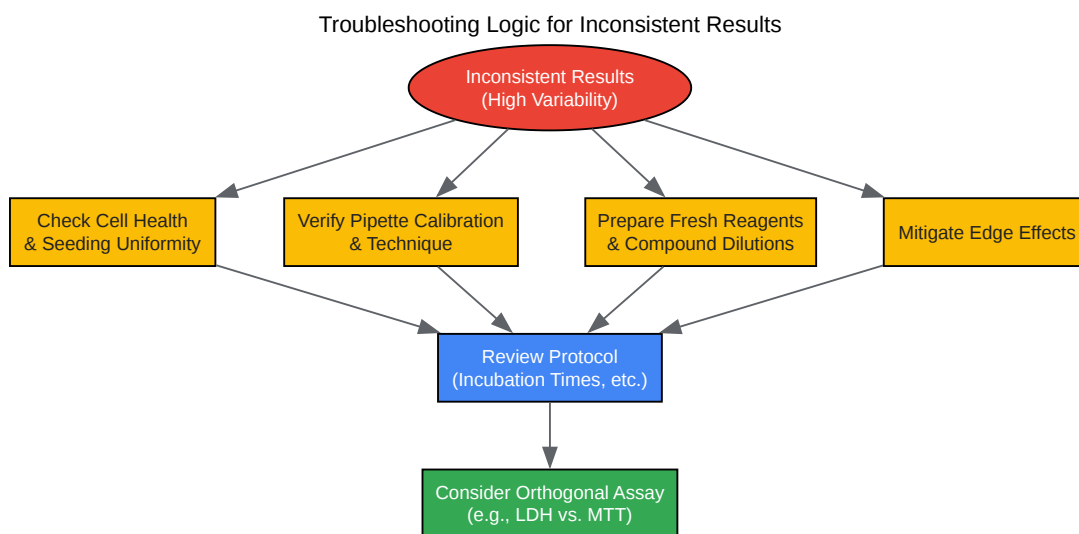 Troubleshooting Logic for Inconsistent Results
Inconsistent Results
(High Variability)
Check Cell Health
& Seeding Uniformity
Verify Pipette Calibration
& Technique
Prepare Fresh Reagents
& Compound Dilutions
Mitigate Edge Effects
Review Protocol
(Incubation Times, etc.)
Consider Orthogonal Assay
(e.g., LDH vs. MTT)